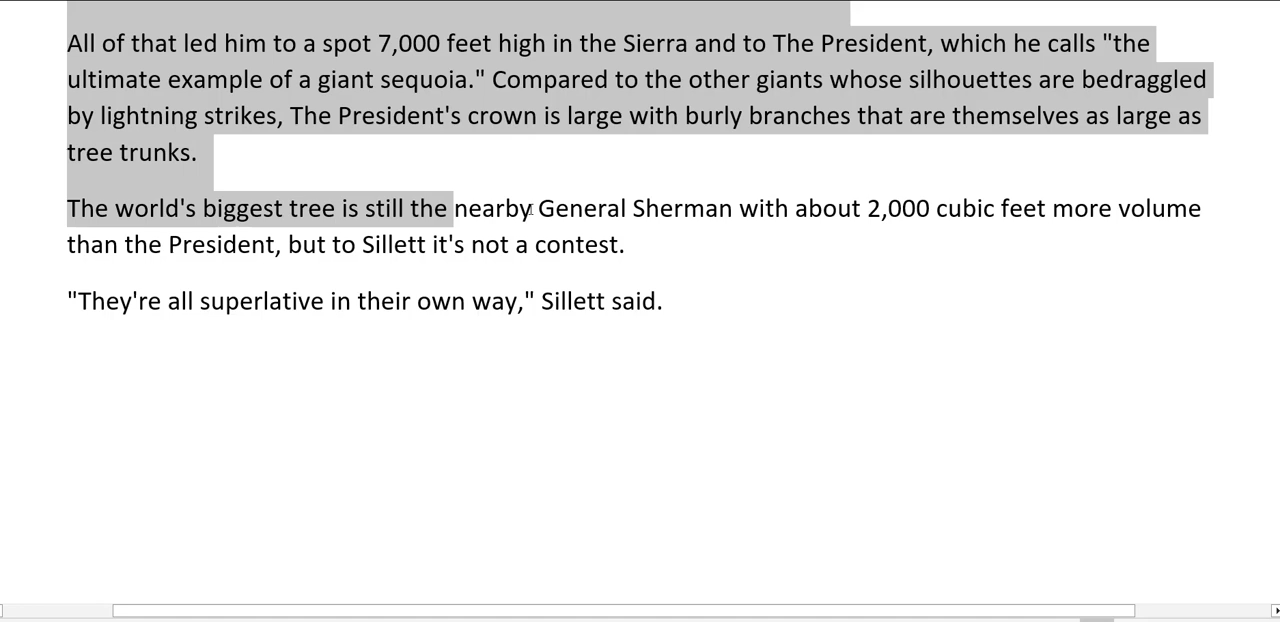 All of that led him to a spot 7,000 feet high in the Sierra and to The President, which he calls "the
ultimate example of a giant sequoia." Compared to the other giants whose silhouettes are bedraggled
by lightning strikes, The President's crown is large with burly branches that are themselves as large as
tree trunks.
The world's biggest tree is still the nearby General Sherman with about 2,000 cubic feet more volume
than the President, but to Sillett it's not a contest.
"They're all superlative in their own way," Sillett said.